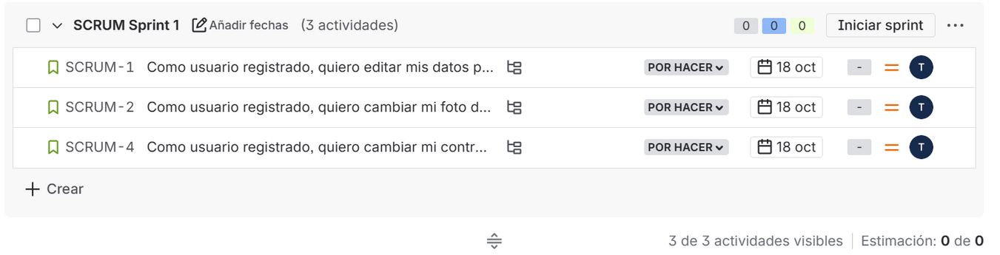 SCRUM Sprint 1 Añadir fechas (3 actividades) 0 0 0 Iniciar sprint
SCRUM-1 Como usuario registrado, quiero editar mis datos p... POR HACER 18 oct - T
SCRUM-2 Como usuario registrado, quiero cambiar mi foto d... POR HACER 18 oct - T
SCRUM-4 Como usuario registrado, quiero cambiar mi contr... POR HACER 18 oct - T
Crear
3 de 3 actividades visibles Estimación: 0 de 0